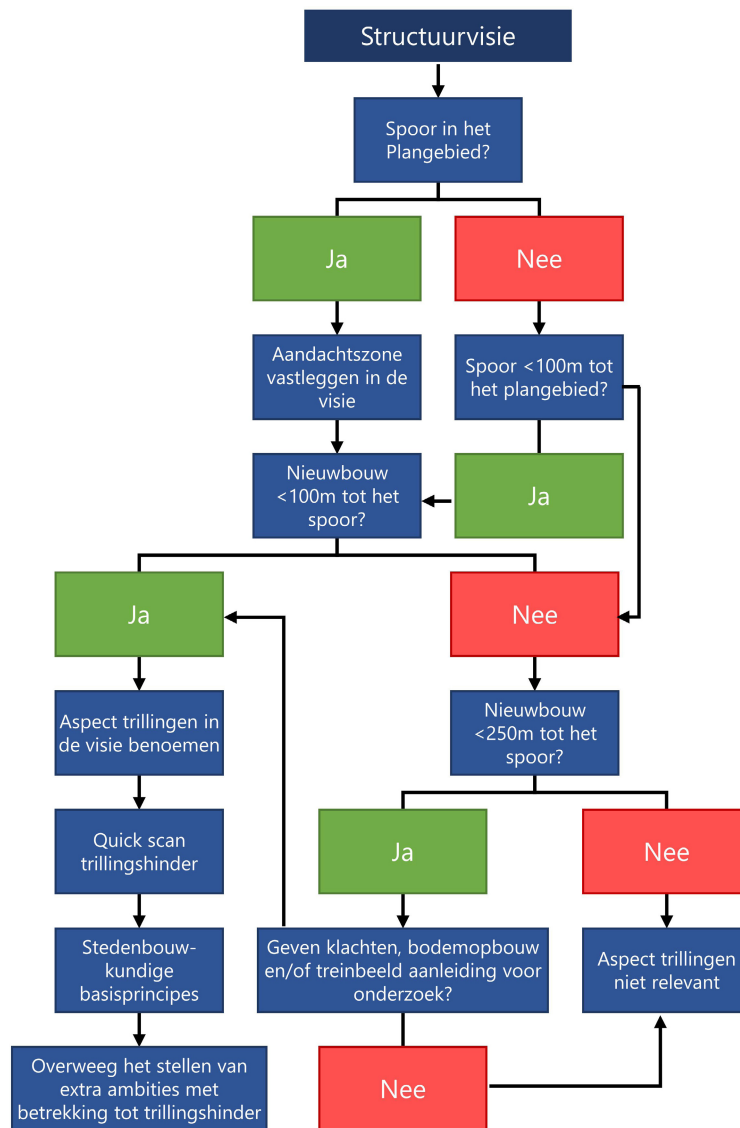 Structuurvisie
Spoor in het
Plangebied?
Ja
Nee
Aandachtszone
vastleggen in de
visie
Spoor <100m tot
het plangebied?
Nieuwbouw
<100m tot het
spoor?
Ja
Ja
Nee
Aspect trillingen in
de visie benoemen
Nieuwbouw
<250m tot het
spoor?
Quick scan
trillingshinder
Ja
Nee
Stedenbouw-
kundige
basisprincipes
Geven klachten, bodemopbouw
en/of treinbeeld aanleiding voor
onderzoek?
Aspect trillingen
niet relevant
Overweeg het stellen van
extra ambities met
betrekking tot trillingshinder
Nee